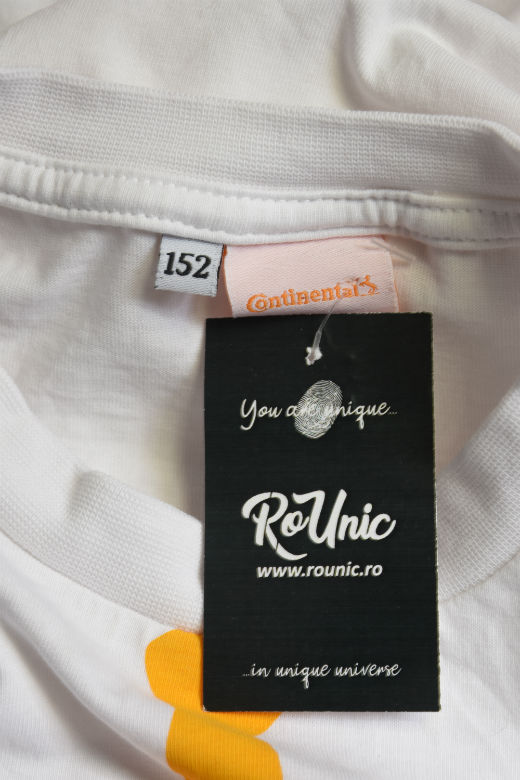 152
Continental
You are unique...
RoUnic
www.rounic.ro
...in unique universe